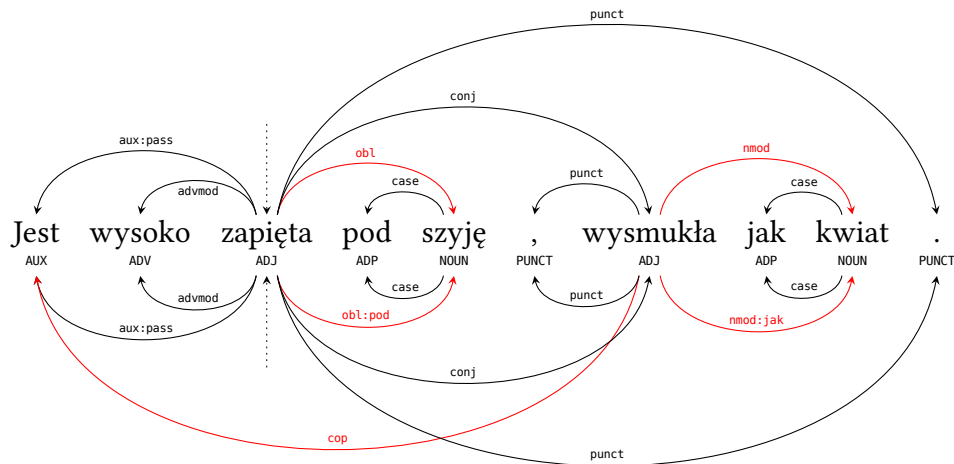 punct
conj
aux:pass obl nmod
advmod case punct case
Jest wysoko zapięta pod szyję , wysmukła jak kwiat .
AUX ADV ADJ ADP NOUN PUNCT ADJ ADP NOUN PUNCT
advmod case punct case
aux:pass obl:pod nmod:jak
conj
cop
punct